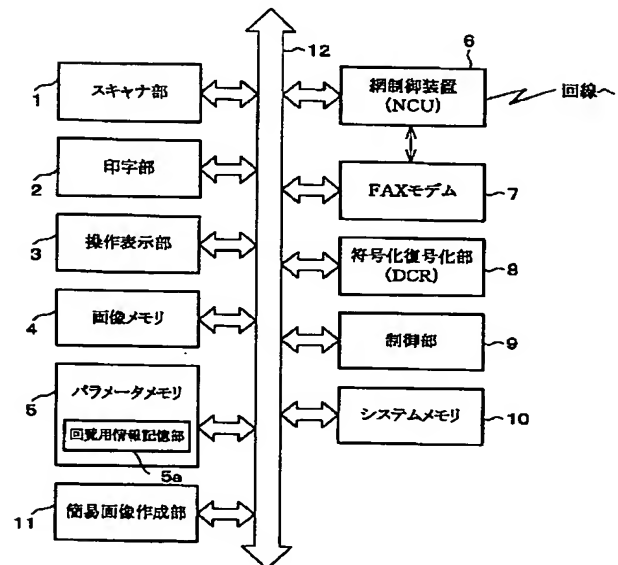 12
スキャナ部
1
印字部
2
操作表示部
3
画像メモリ
4
パラメータメモリ
5
回覧用情報記憶部
5a
簡易画像作成部
11
6
網制御装置
(NCU)
回線へ
FAXモデム
7
符号化復号化部
(DCR)
8
制御部
9
システムメモリ
10